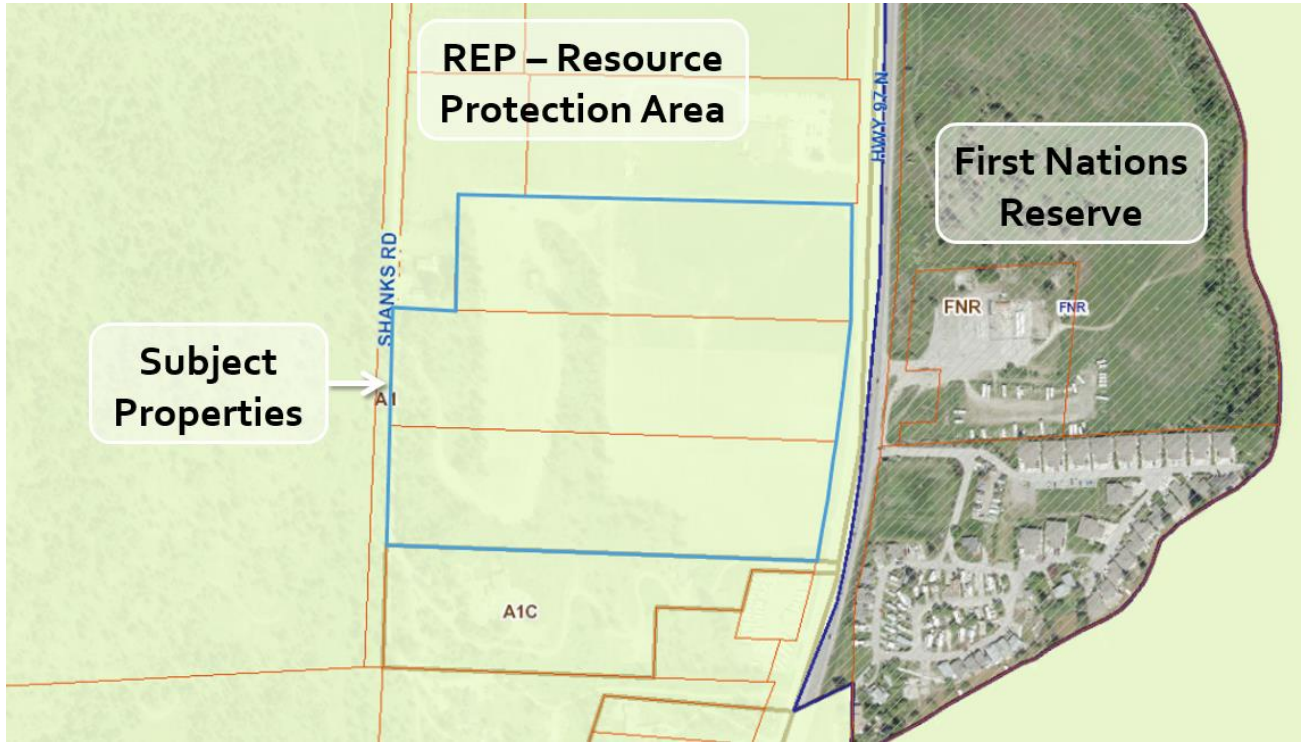 REP – Resource
Protection Area
HWY 97 N
First Nations
Reserve
SHANKS RD
FNR
FNR
Subject
Properties
A1
A1C